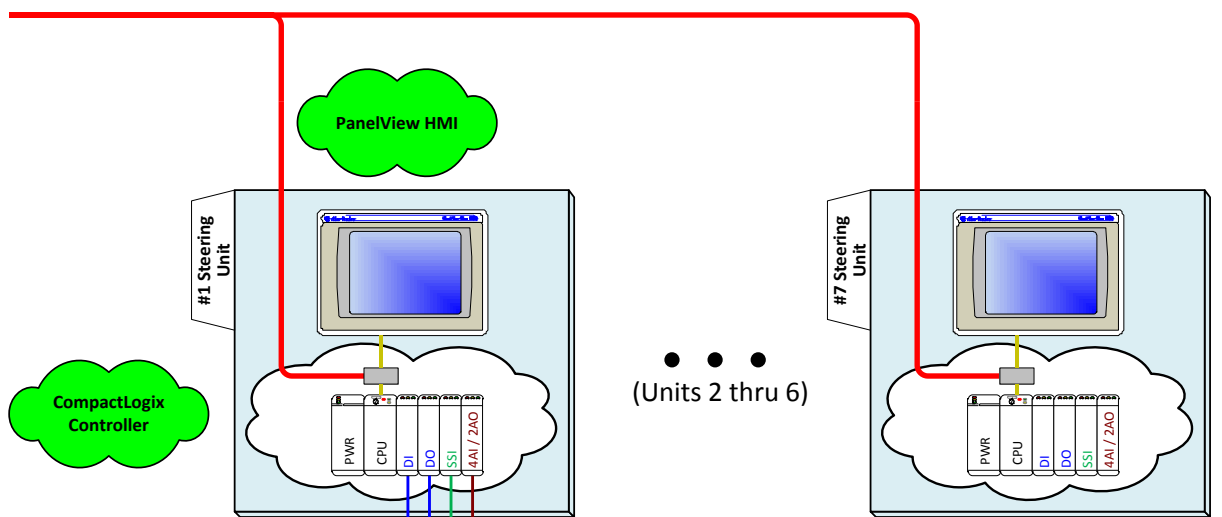 PanelView HMI
#1 Steering
Unit
#7 Steering
Unit
(Units 2 thru 6)
CompactLogix
Controller
PWR
CPU
DI
DO
SSI
4AI / 2AO
PWR
CPU
DI
DO
SSI
4AI / 2AO